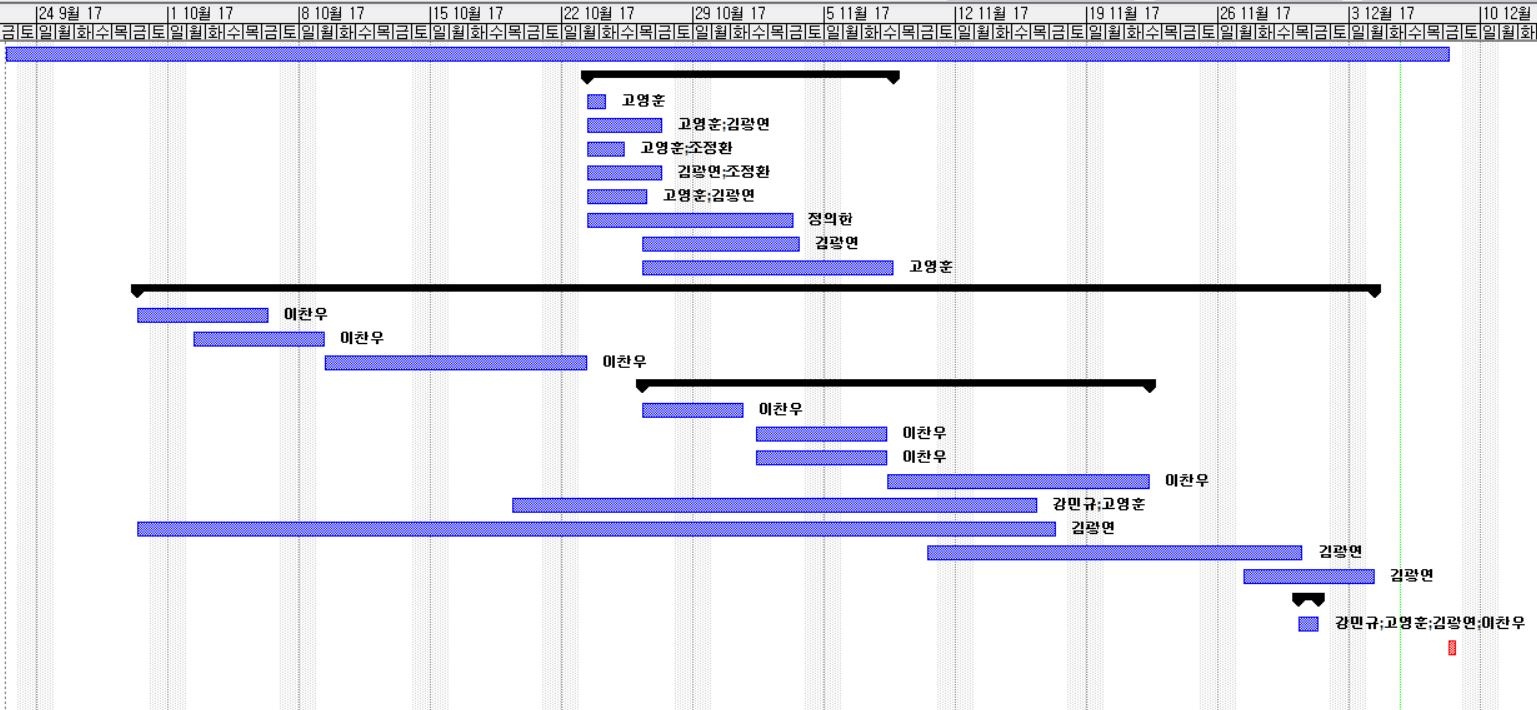 24 9월 17 1 10월 17 8 10월 17 15 10월 17 22 10월 17 29 10월 17 5 11월 17 12 11월 17 19 11월 17 26 11월 17 3 12월 17 10 12월
금 토 일 월 화 수 목 금 토 일 월 화 수 목 금 토 일 월 화 수 목 금 토 일 월 화 수 목 금 토 일 월 화 수 목 금 토 일 월 화 수 목 금 토 일 월 화 수 목 금 토 일 월 화 수 목 금 토 일 월 화 수 목 금 토 일 월 화 수 목 금 토 일 월 화 수 목 금 토 일 월 화
고영훈
고영훈;김광연
고영훈;조정환
김광연;조정환
고영훈;김광연
정의한
김광연
고영훈
이찬우
이찬우
이찬우
이찬우
이찬우
이찬우
이찬우
강민규;고영훈
김광연
김광연
김광연
강민규;고영훈;김광연;이찬우